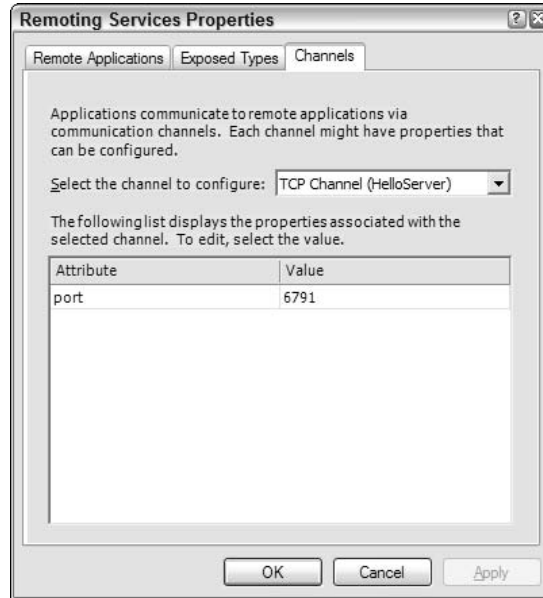 Remoting Services Properties
Remote Applications Exposed Types Channels
Applications communicate to remote applications via
communication channels. Each channel might have properties that
can be configured.
Select the channel to configure: TCP Channel (HelloServer)
The following list displays the properties associated with the
selected channel. To edit, select the value.
Attribute Value
port 6791
OK Cancel Apply